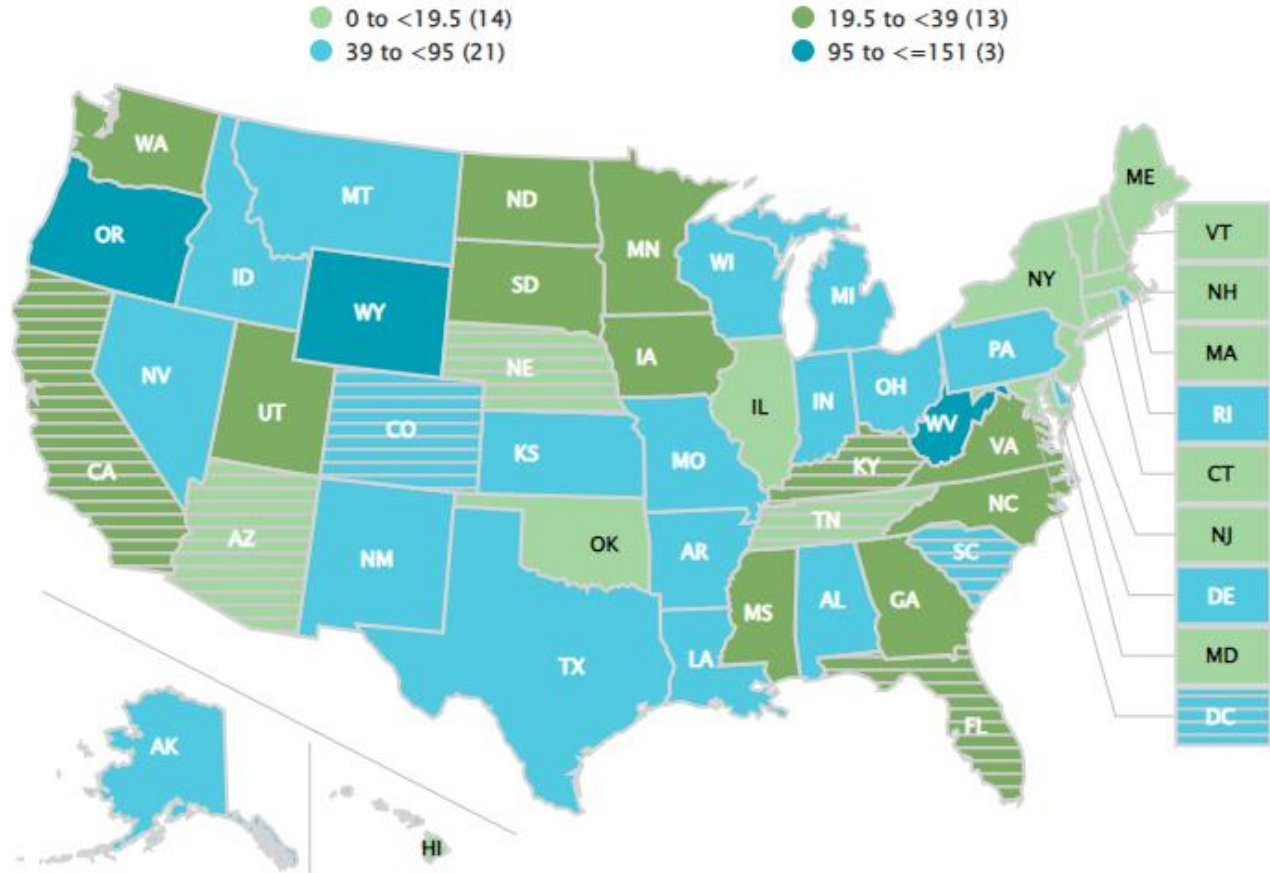 0 to <19.5 (14)
19.5 to <39 (13)
39 to <95 (21)
95 to <=151 (3)
WA
ME
MT
ND
VT
OR
MN
ID
WI
NY
SD
NH
MI
WY
MA
IA
PA
NE
NV
OH
RI
IL
IN
UT
CO
WV
VA
KS
MO
KY
CT
CA
NC
TN
NJ
AZ
OK
AR
SC
NM
DE
MS
AL
GA
MD
LA
TX
DC
FL
AK
HI